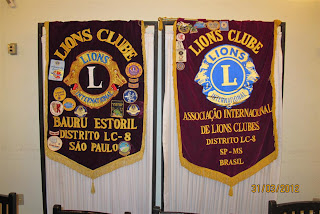 LIONS CLUBE
LIONS
L
INTERNATIONAL
BAURU ESTORIL
DISTRITO LC-8
SÃO PAULO
LIONS CLUBE
LIONS
L
INTERNATIONAL
ASSOCIAÇÃO INTERNACIONAL
DE LIONS CLUBES
DISTRITO LC-8
SP - MS
BRASIL
31/03/2012